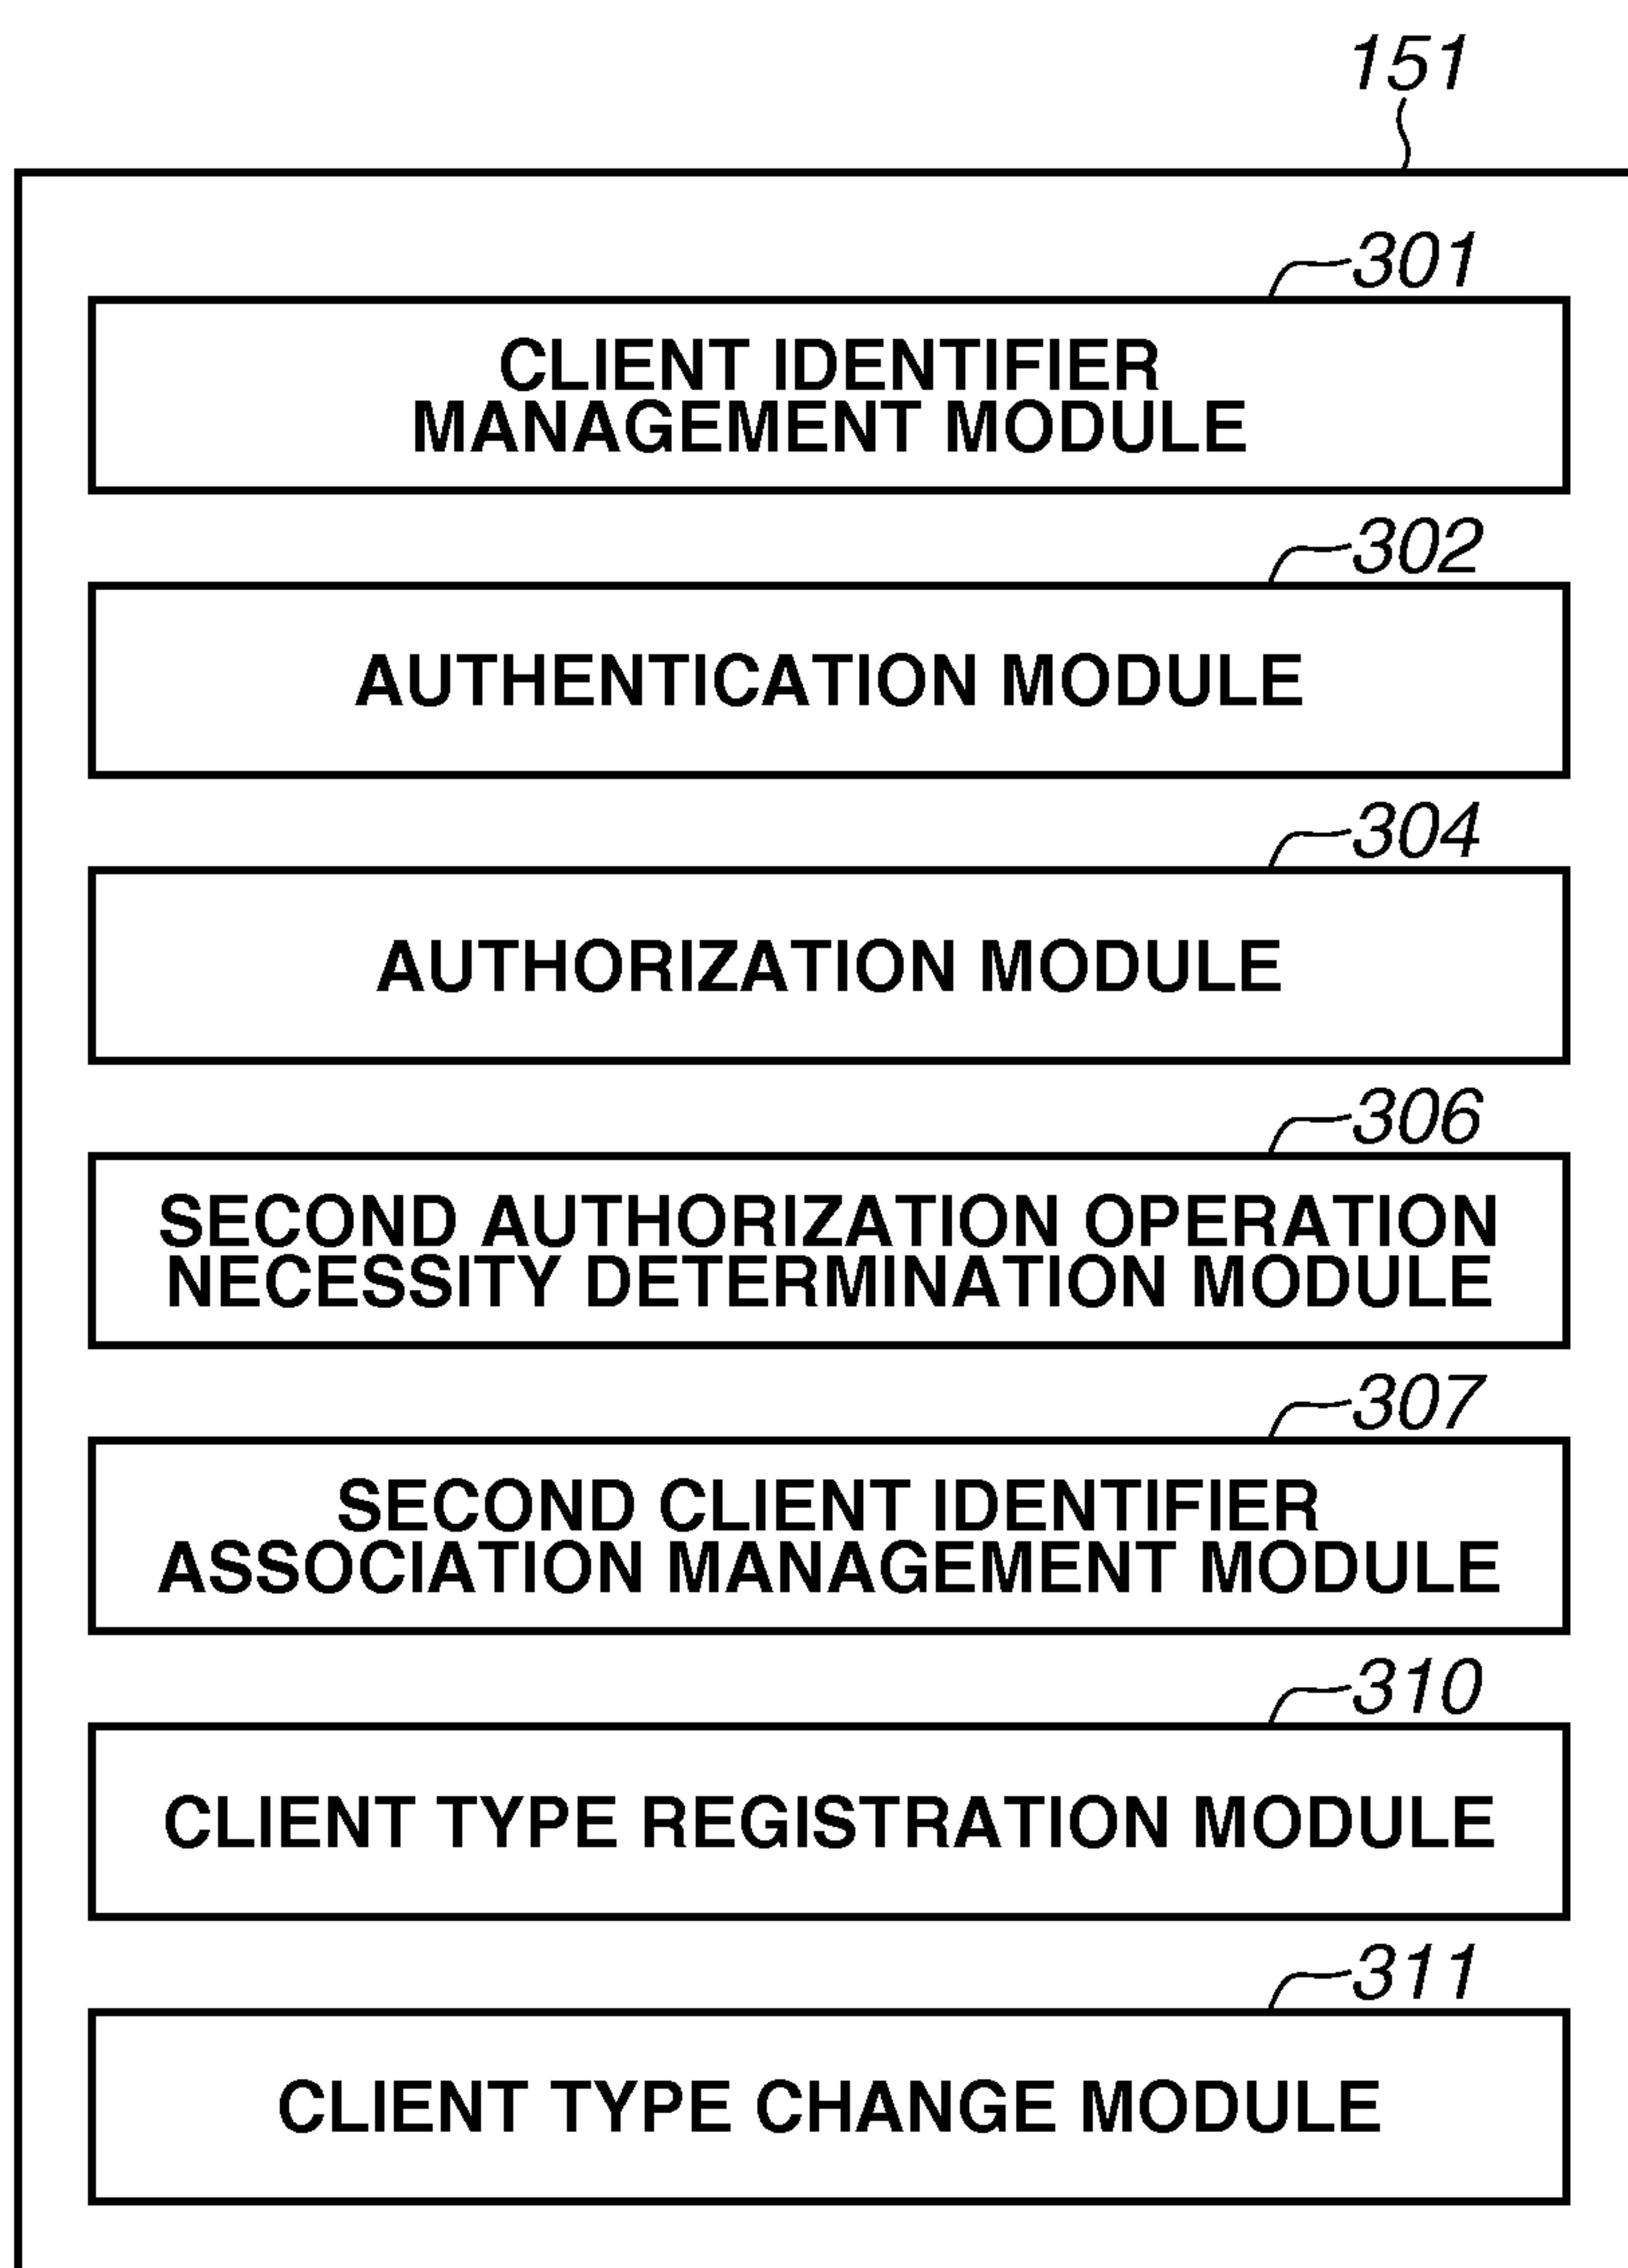 151
301
CLIENT IDENTIFIER
MANAGEMENT MODULE
302
AUTHENTICATION MODULE
304
AUTHORIZATION MODULE
306
SECOND AUTHORIZATION OPERATION
NECESSITY DETERMINATION MODULE
307
SECOND CLIENT IDENTIFIER
ASSOCIATION MANAGEMENT MODULE
310
CLIENT TYPE REGISTRATION MODULE
311
CLIENT TYPE CHANGE MODULE